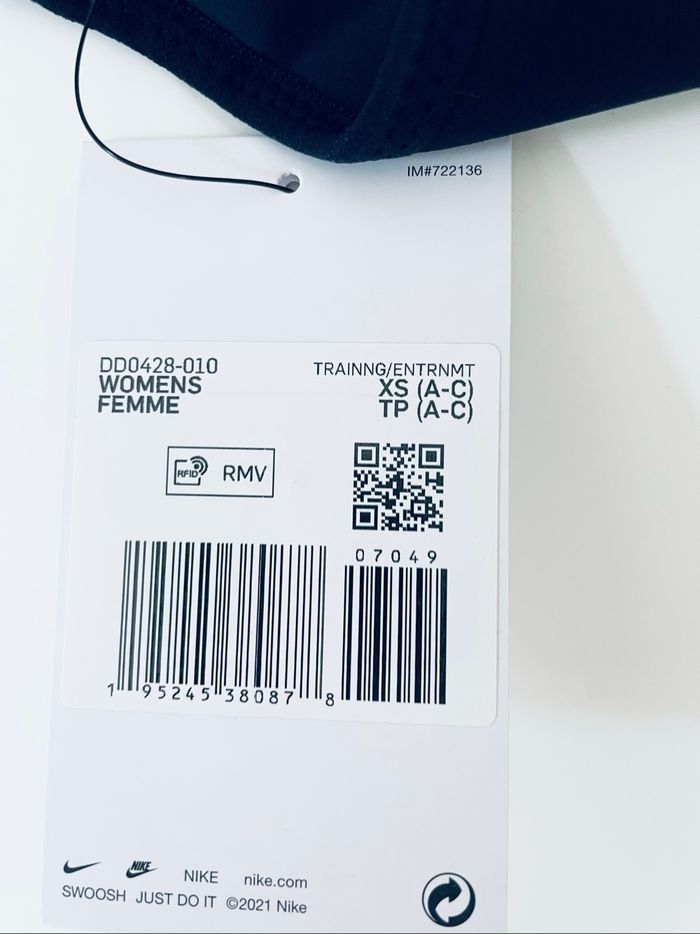 IM#722136
DD0428-010 TRAINNG/ENTRNMT
WOMENS XS (A-C)
FEMME TP (A-C)
RFID RMV
07049
1 95245 38087 8
NIKE NIKE nike.com
SWOOSH JUST DO IT ©2021 Nike